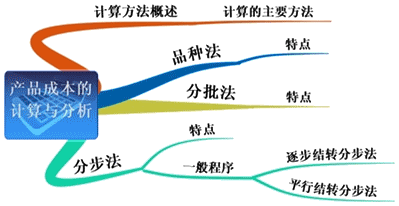 产品成本的
计算与分析
计算方法概述
计算的主要方法
品种法
特点
分批法
特点
分步法
特点
一般程序
逐步结转分步法
平行结转分步法